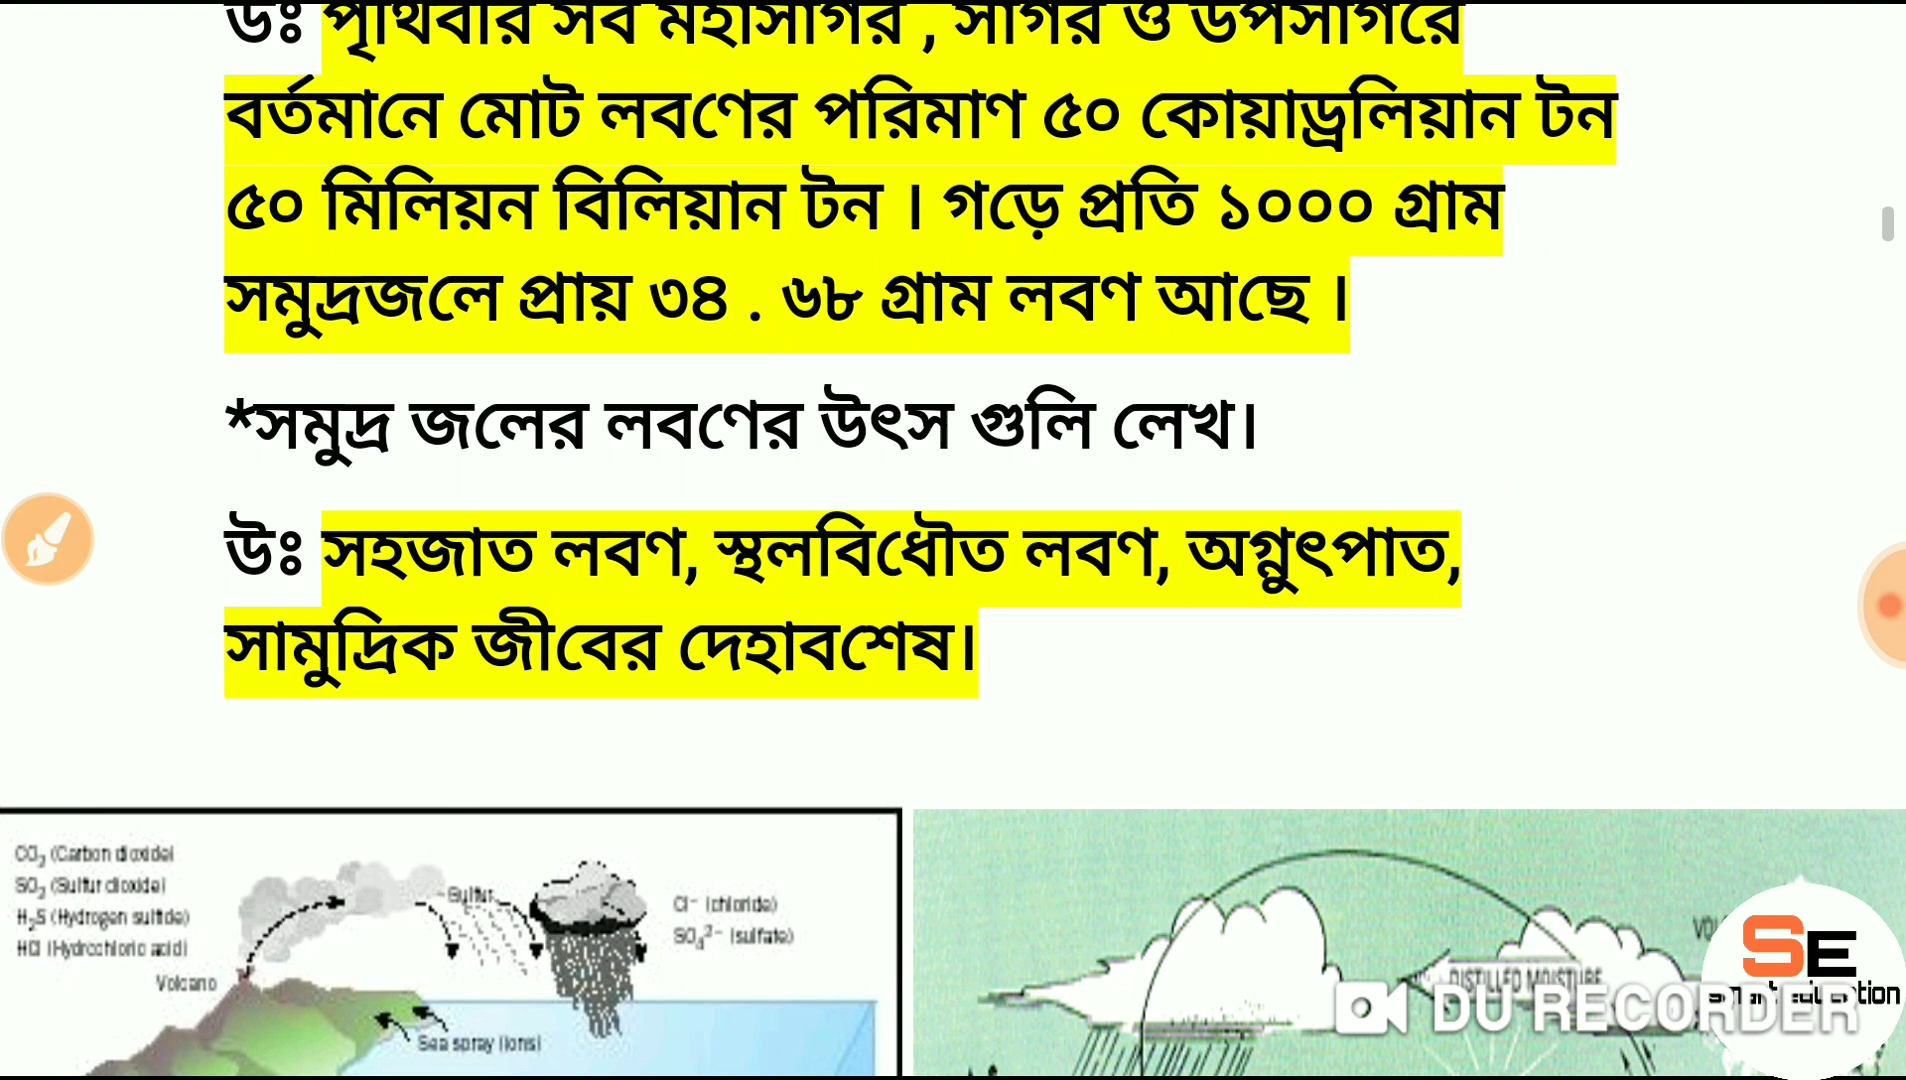 উঃ পৃথিবীর সব মহাসাগর , সাগর ও উপসাগরে
বর্তমানে মোট লবণের পরিমাণ ৫০ কোয়াড্রলিয়ান টন
৫০ মিলিয়ন বিলিয়ান টন । গড়ে প্রতি ১০০০ গ্রাম
সমুদ্রজলে প্রায় ৩৪ . ৬৮ গ্রাম লবণ আছে ।
*সমুদ্র জলের লবণের উৎস গুলি লেখ।
উঃ সহজাত লবণ, স্থলবিধৌত লবণ, অগ্নুৎপাত,
সামুদ্রিক জীবের দেহাবশেষ।
CO₂ (Carbon dioxide)
SO₂ (Sulfur dioxide)
H₂S (Hydrogen sulfide)
HCl (Hydrochloric acid)
Volcano
Sulfur
Cl⁻ (chloride)
SO₄²⁻ (sulfate)
Sea spray (ions)
DISTILLED MOISTURE
SE
smart education
DU RECORDER